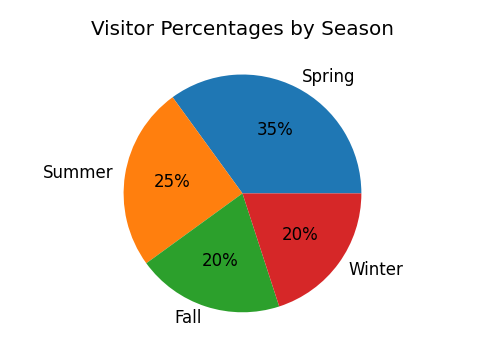 Visitor Percentages by Season
Spring
35%
Summer
25%
20%
Fall
20%
Winter